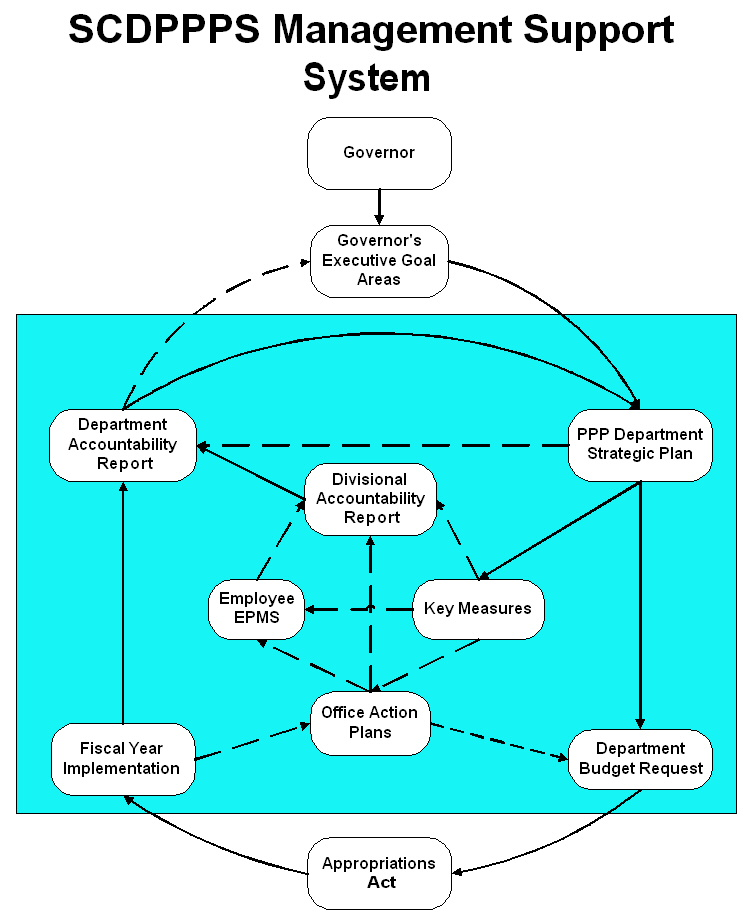 SCDPPPS Management Support
System
Governor
Governor's
Executive Goal
Areas
Department
Accountability
Report
PPP Department
Strategic Plan
Divisional
Accountability
Report
Employee
EPMS
Key Measures
Office Action
Plans
Fiscal Year
Implementation
Department
Budget Request
Appropriations
Act